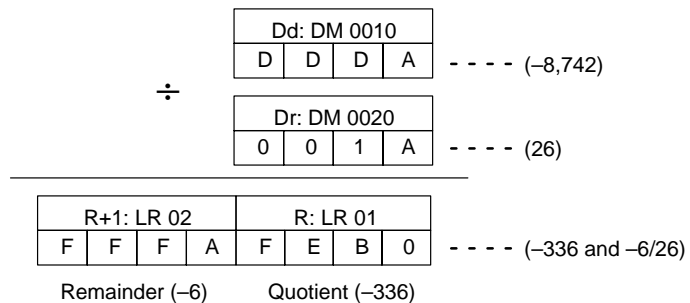 Dd: DM 0010
D D D A - - - - (–8,742)
÷
Dr: DM 0020
0 0 1 A - - - - (26)
R+1: LR 02 R: LR 01
F F F A F E B 0 - - - - (–336 and –6/26)
Remainder (–6) Quotient (–336)